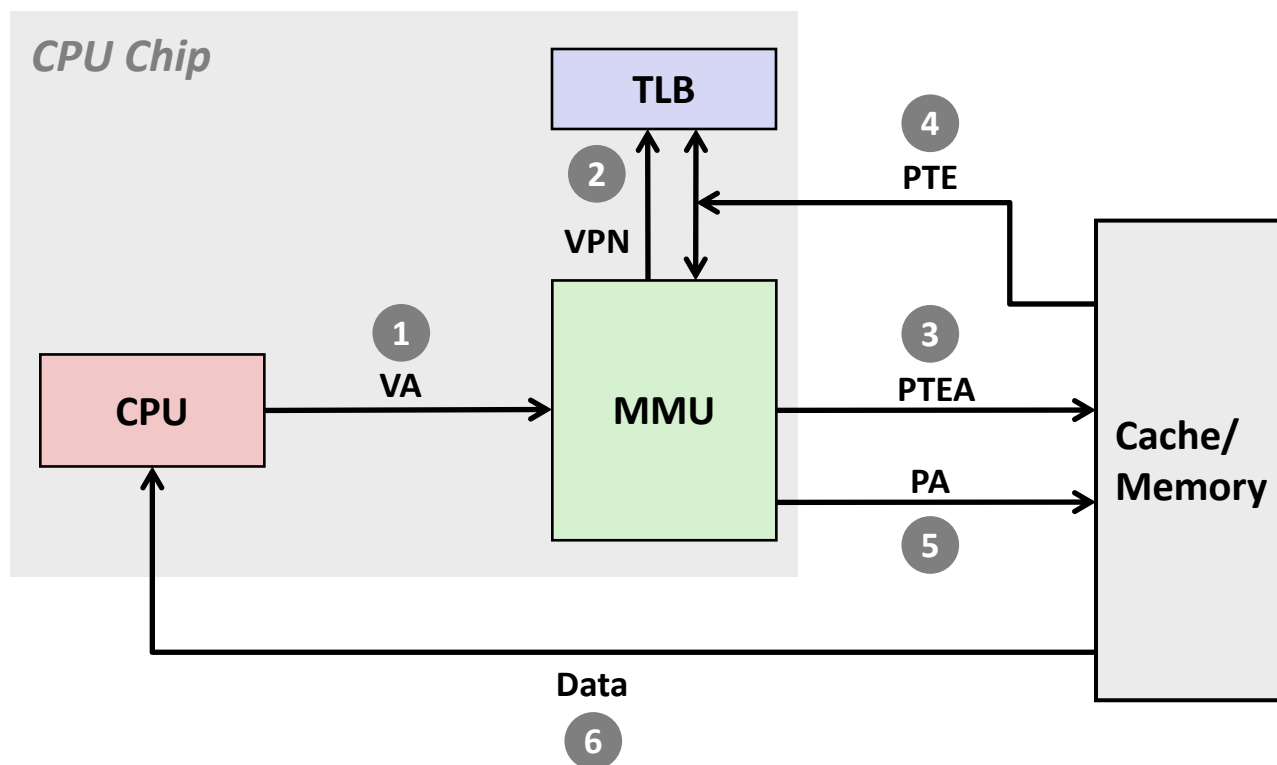 CPU Chip
TLB
4
PTE
2
VPN
1
VA
3
PTEA
CPU
MMU
Cache/
Memory
PA
5
Data
6